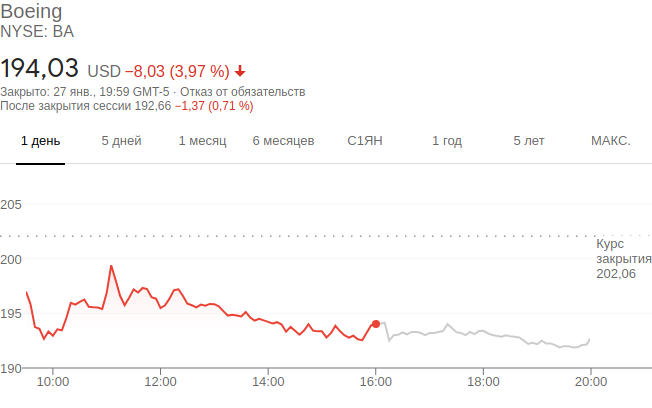 Boeing
NYSE: BA
194,03 USD −8,03 (3,97 %)
Закрыто: 27 янв., 19:59 GMT-5 · Отказ от обязательств
После закрытия сессии 192,66 −1,37 (0,71 %)
1 день 5 дней 1 месяц 6 месяцев С1ЯН 1 год 5 лет МАКС.
205
Курс
закрытия
202,06
200
195
190
10:00 12:00 14:00 16:00 18:00 20:00